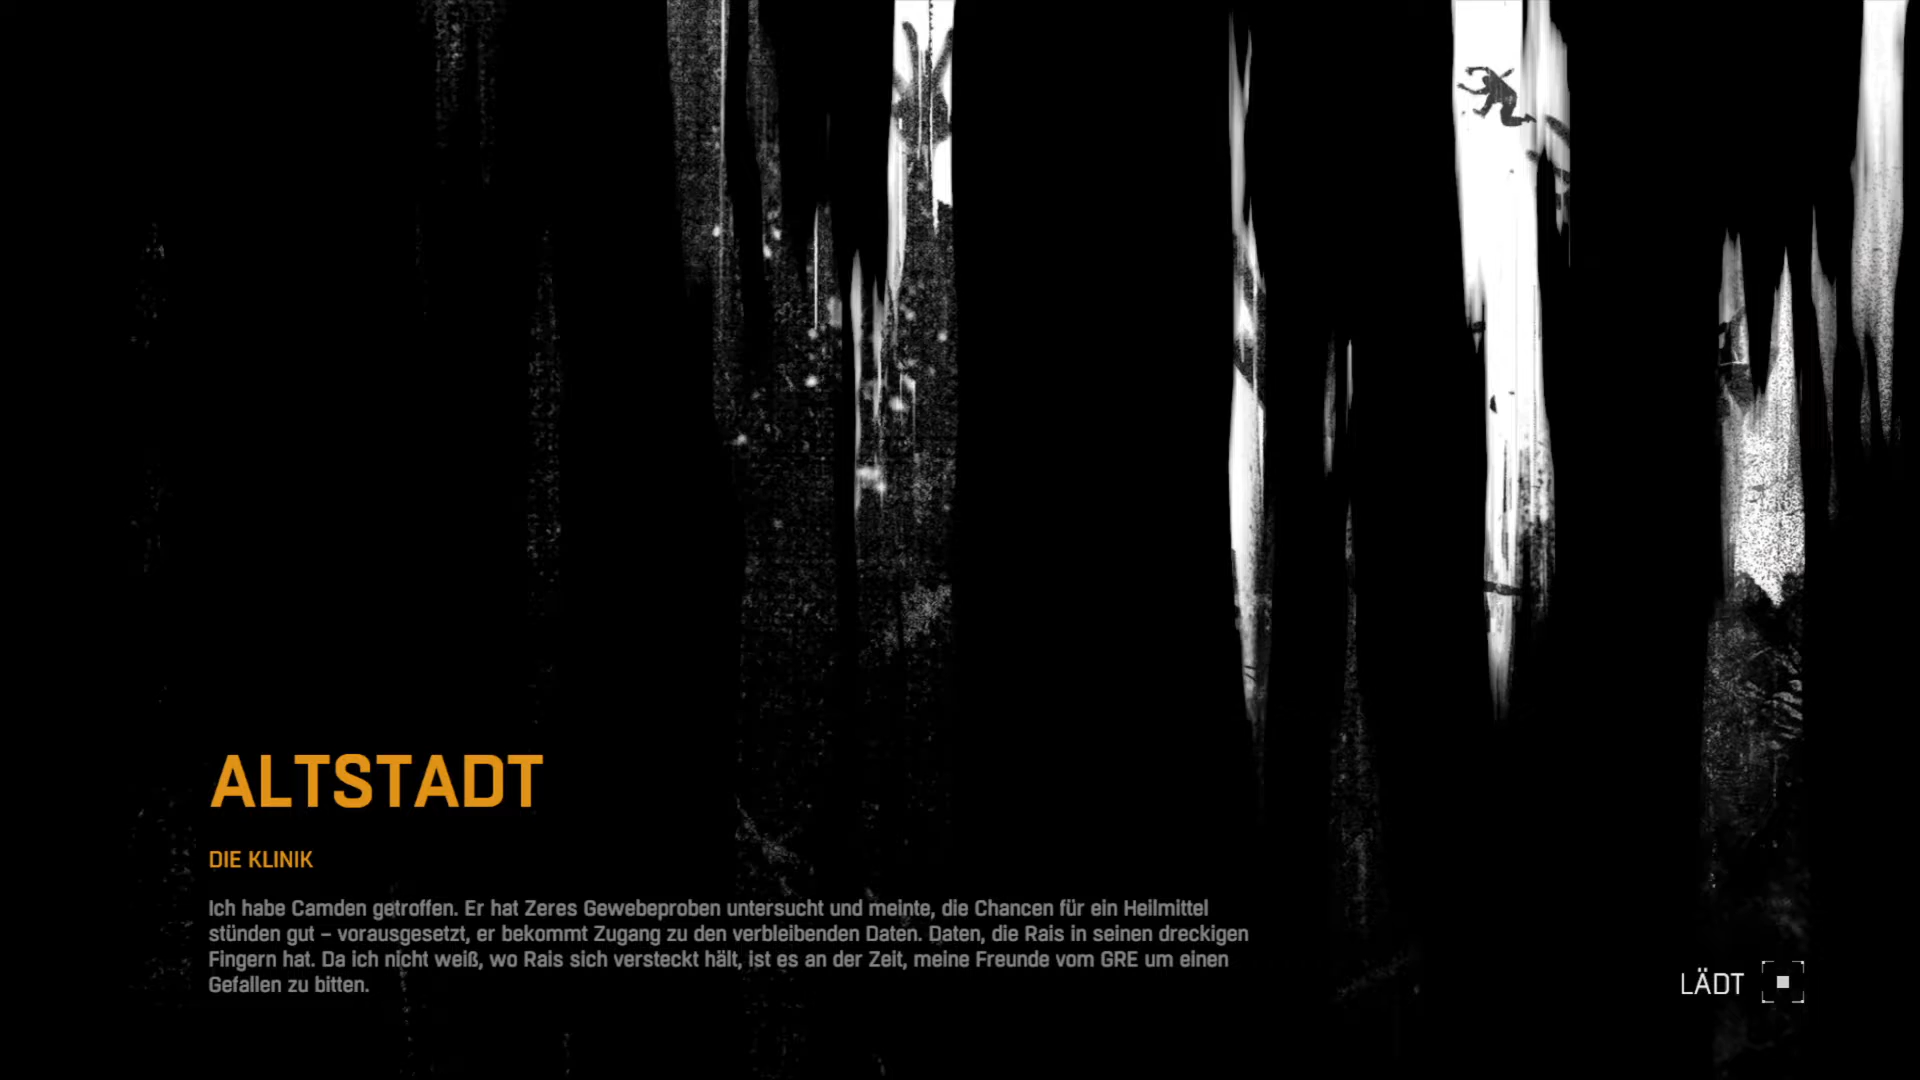 ALTSTADT
DIE KLINIK
Ich habe Camden getroffen. Er hat Zeres Gewebeproben untersucht und meinte, die Chancen für ein Heilmittel
stünden gut – vorausgesetzt, er bekommt Zugang zu den verbleibenden Daten. Daten, die Rais in seinen dreckigen
Fingern hat. Da ich nicht weiß, wo Rais sich versteckt hält, ist es an der Zeit, meine Freunde vom GRE um einen
Gefallen zu bitten.
LÄDT